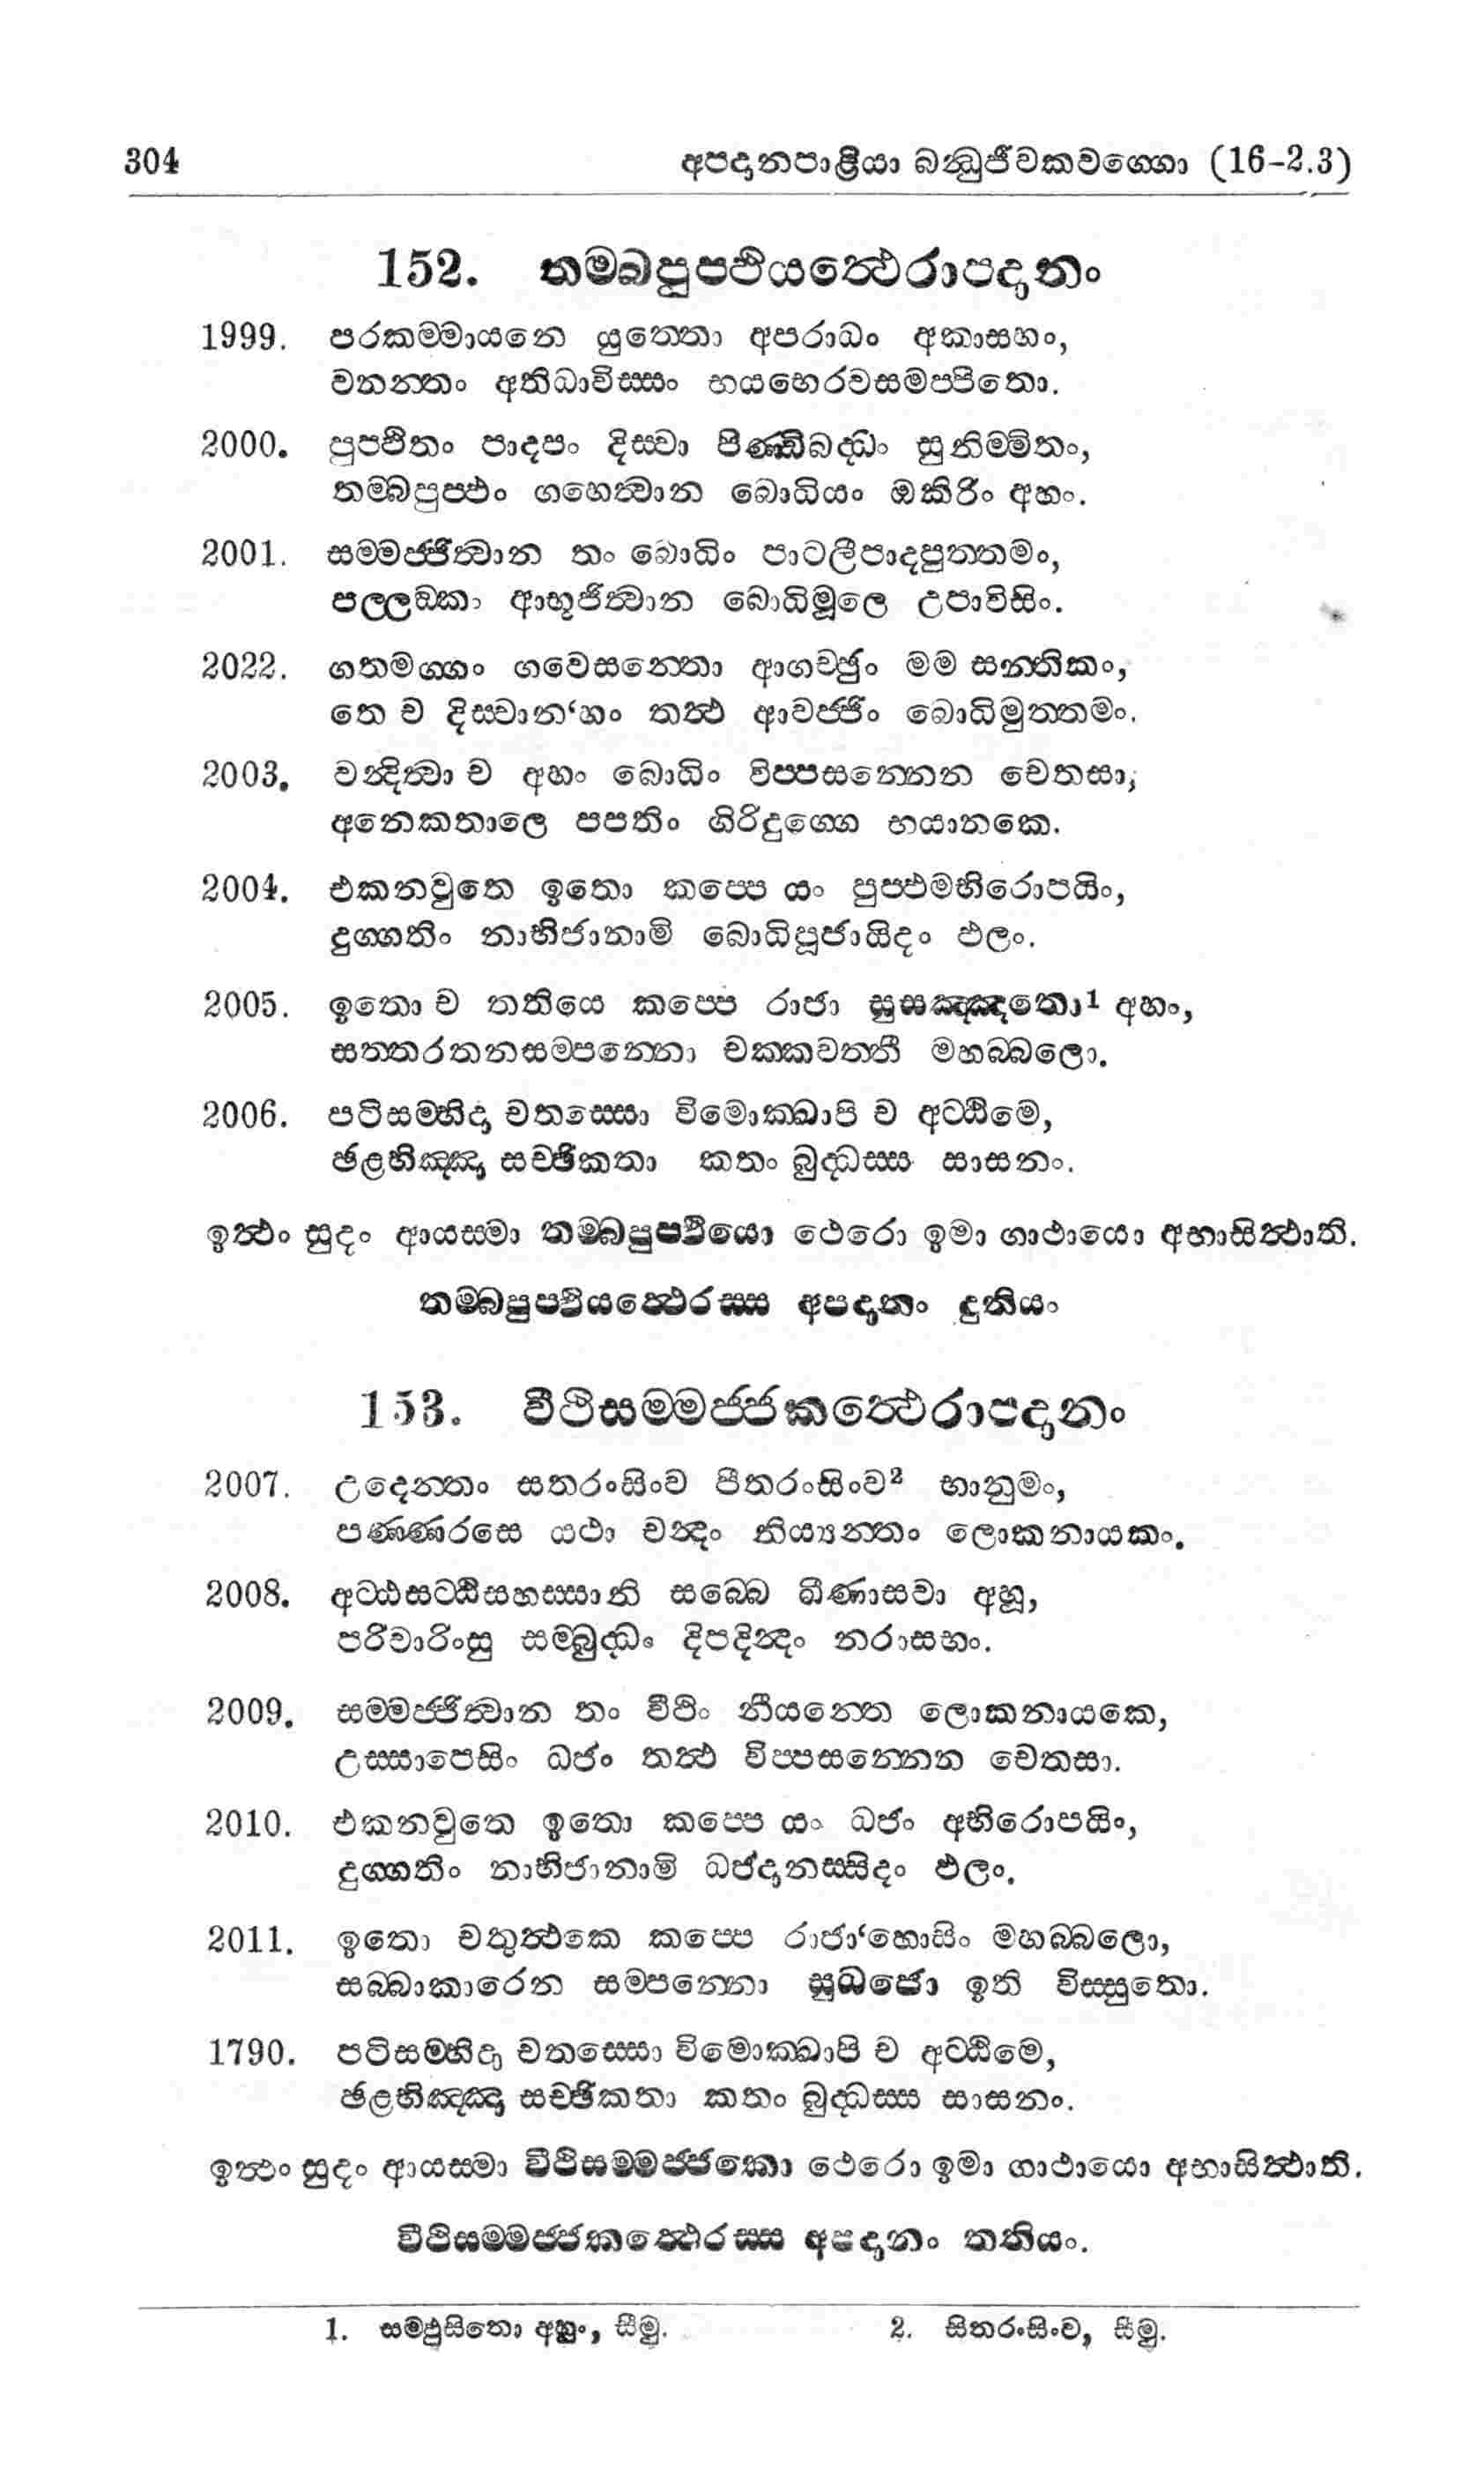 304 අපදානපාළියා බන්ධුජීවකවග්ගො (16-2.3)
152. තම්බපුප්ඵියත්ථෙරාපදානං
1999. පරකම්මායනෙ යුත්තො අපරාධං අකාසහං,
වනන්තං අතිධාවිස්සං භයභෙරවසමප්පිතො.
2000. පුප්ඵිතං පාදපං දිස්වා පිණ්ඩිබද්ධිං සුනිම්මිතං,
තම්බපුප්ඵං ගහෙත්වාන බොධියං ඔකිරිං අහං.
2001. සම්මජ්ජිත්වාන තං බොධිං පාටලීපාදපුත්තමං,
පල්ලඞ්කං ආභූජිත්වාන බොධිමූලෙ උපාවිසිං.
2022. ගතමග්ගං ගවෙසන්තො ආගච්ඡුං මම සන්තිකං,
තෙ ච දිස්වාන‘හං තත්ථ ආවජ්ජිං බොධිමුත්තමං.
2003. වන්දිත්වා ච අහං බොධිං විප්පසන්නෙන චෙතසා,
අනෙකතාලෙ පපතිං ගිරිදුග්ගෙ භයානකෙ.
2004. එකනවුතෙ ඉතො කප්පෙ යං පුප්ඵමභිරොපයිං,
දුග්ගතිං නාභිජානාමි බොධිපූජායිදං ඵලං.
2005. ඉතො ච තතියෙ කප්පෙ රාජා සුසඤ්ඤතො¹ අහං,
සත්තරතනසම්පන්නො චක්කවත්තී මහබ්බලො.
2006. පටිසම්භිදා චතස්සො විමොක්ඛාපි ච අට්ඨිමෙ,
ඡළභිඤ්ඤා සච්ඡිකතා කතං බුද්ධස්ස සාසනං.
ඉත්ථං සුදං ආයස්මා තම්බපුප්ඵියො ථෙරො ඉමා ගාථායො අභාසිත්ථාති.
තම්බපුප්ඵියත්ථෙරස්ස අපදානං දුතියං
153. වීථිසම්මජ්ජකත්ථෙරාපදානං
2007. උදෙන්තං සතරංසිංව පීතරංසිංව² භානුමං,
පණ්ණරසෙ යථා චන්දං නිය්‍යන්තං ලොකනායකං.
2008. අට්ඨසට්ඨිසහස්සානි සබ්බෙ ඛීණාසවා අහූ,
පරිවාරිංසු සම්බුද්ධං දිපදින්දං නරාසභං.
2009. සම්මජ්ජිත්වාන තං වීථිං නීයන්තෙ ලොකනායකෙ,
උස්සාපෙසිං ධජං තත්ථ විප්පසන්නෙන චෙතසා.
2010. එකනවුතෙ ඉතො කප්පෙ යං ධජං අභිරොපයිං,
දුග්ගතිං නාභිජානාමි ධජදානස්සිදං ඵලං.
2011. ඉතො චතුත්ථකෙ කප්පෙ රාජා‘හොසිං මහබ්බලො,
සබ්බාකාරෙන සම්පන්නො සුධජො ඉති විස්සුතො.
1790. පටිසම්භිදා චතස්සො විමොක්ඛාපි ච අට්ඨිමෙ,
ඡළභිඤ්ඤා සච්ඡිකතා කතං බුද්ධස්ස සාසනං.
ඉත්ථං සුදං ආයස්මා වීථිසම්මජ්ජකො ථෙරො ඉමා ගාථායො අභාසිත්ථාති.
වීථිසම්මජ්ජකත්ථෙරස්ස අපදානං තතියං.
1. සම්ඵුසිතො අහුං, සීමු. 2. සිතරංසිංව, සීමු.